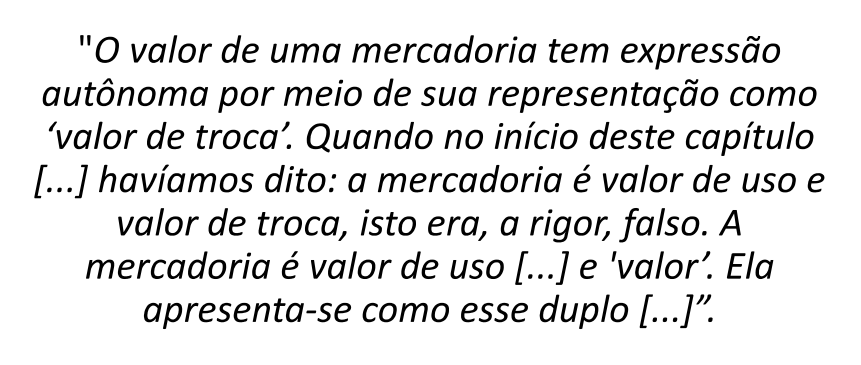 "O valor de uma mercadoria tem expressão
autônoma por meio de sua representação como
‘valor de troca’. Quando no início deste capítulo
[...] havíamos dito: a mercadoria é valor de uso e
valor de troca, isto era, a rigor, falso. A
mercadoria é valor de uso [...] e 'valor’. Ela
apresenta-se como esse duplo [...]”.